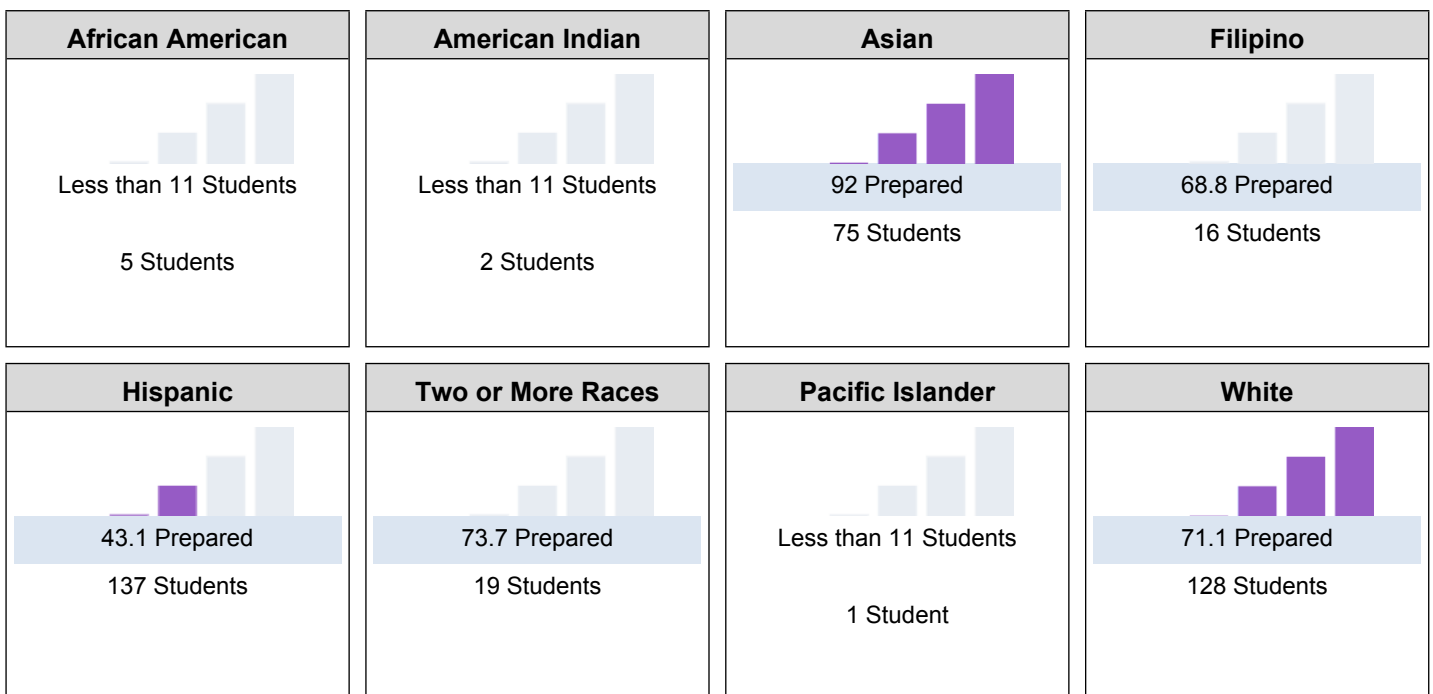 African American
Less than 11 Students
5 Students
American Indian
Less than 11 Students
2 Students
Asian
92 Prepared
75 Students
Filipino
68.8 Prepared
16 Students
Hispanic
43.1 Prepared
137 Students
Two or More Races
73.7 Prepared
19 Students
Pacific Islander
Less than 11 Students
1 Student
White
71.1 Prepared
128 Students